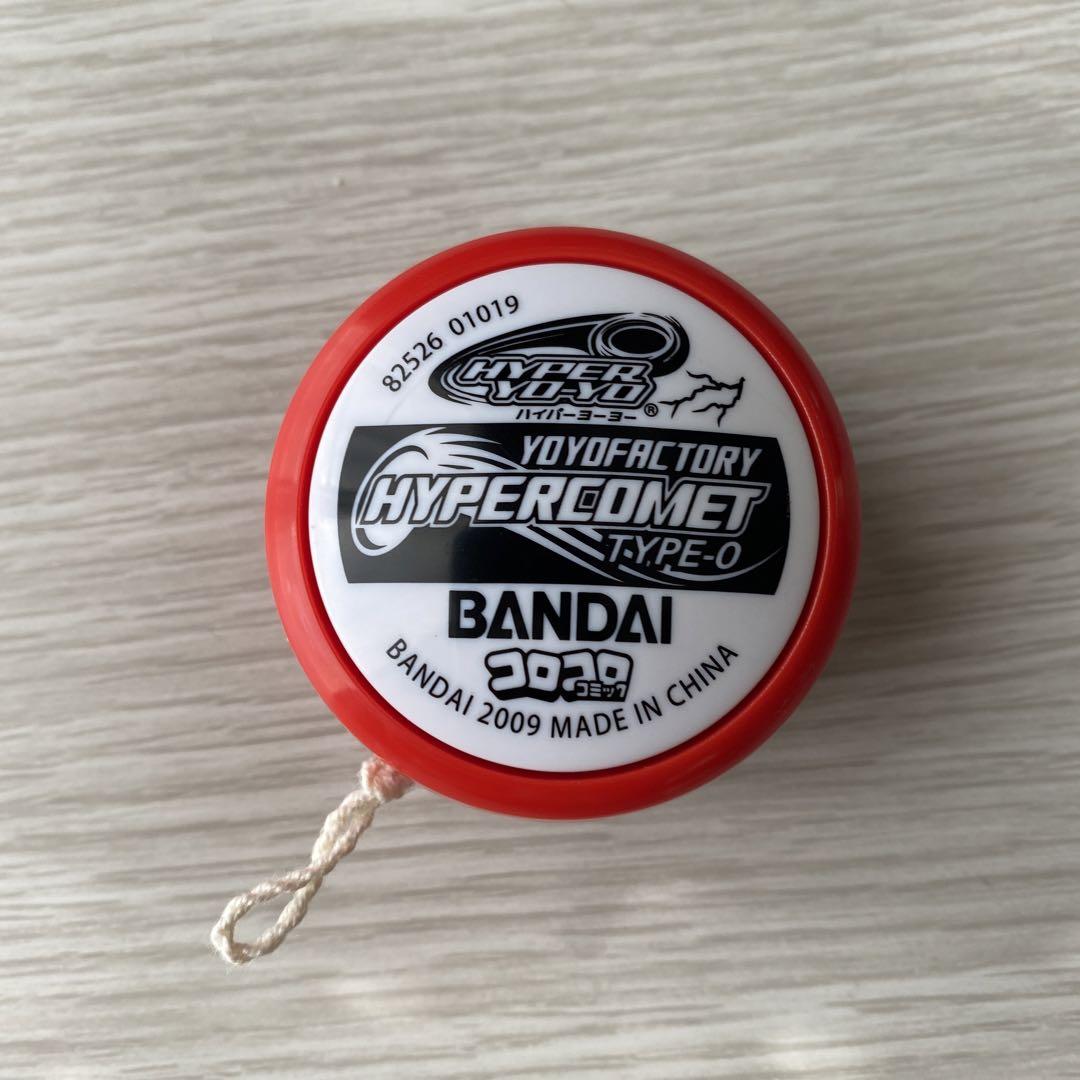 82526 01019
HYPER
YO-YO
ハイパーヨーヨー ®
YOYOFACTORY
HYPERCOMET
TYPE-O
BANDAI
コロコロ
コミック
BANDAI 2009 MADE IN CHINA